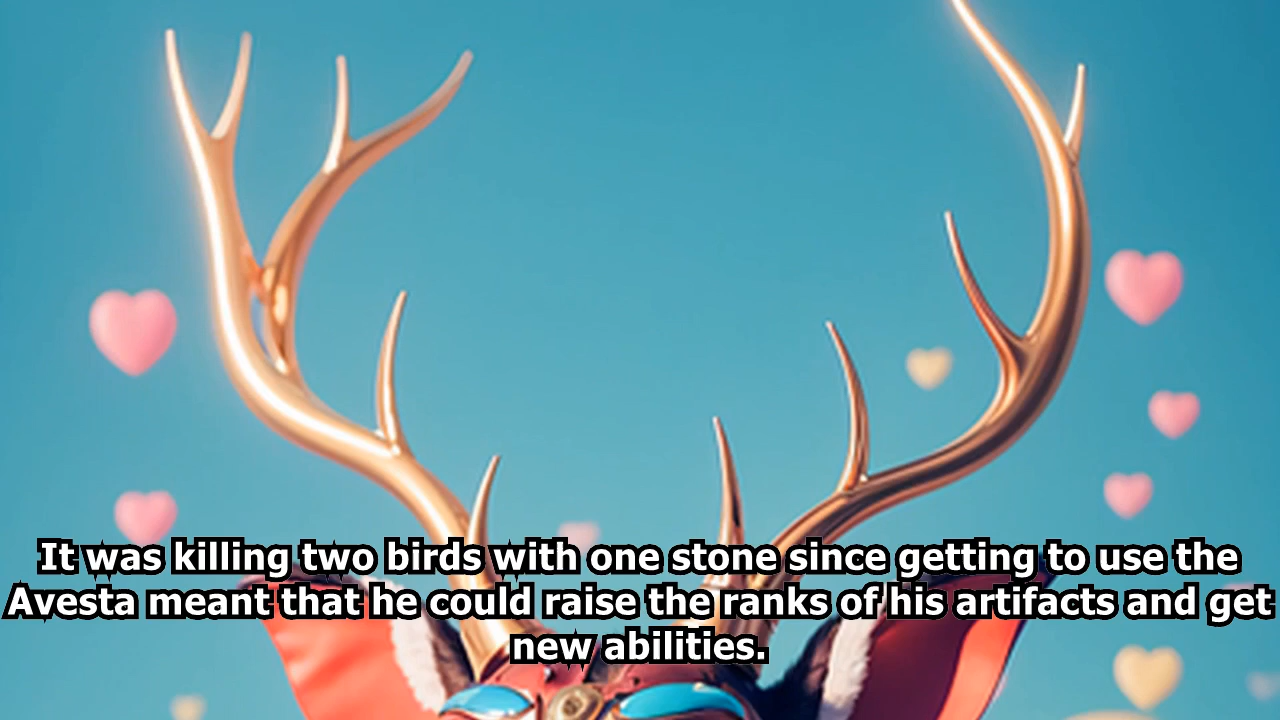 It was killing two birds with one stone since getting to use the
Avesta meant that he could raise the ranks of his artifacts and get
new abilities.